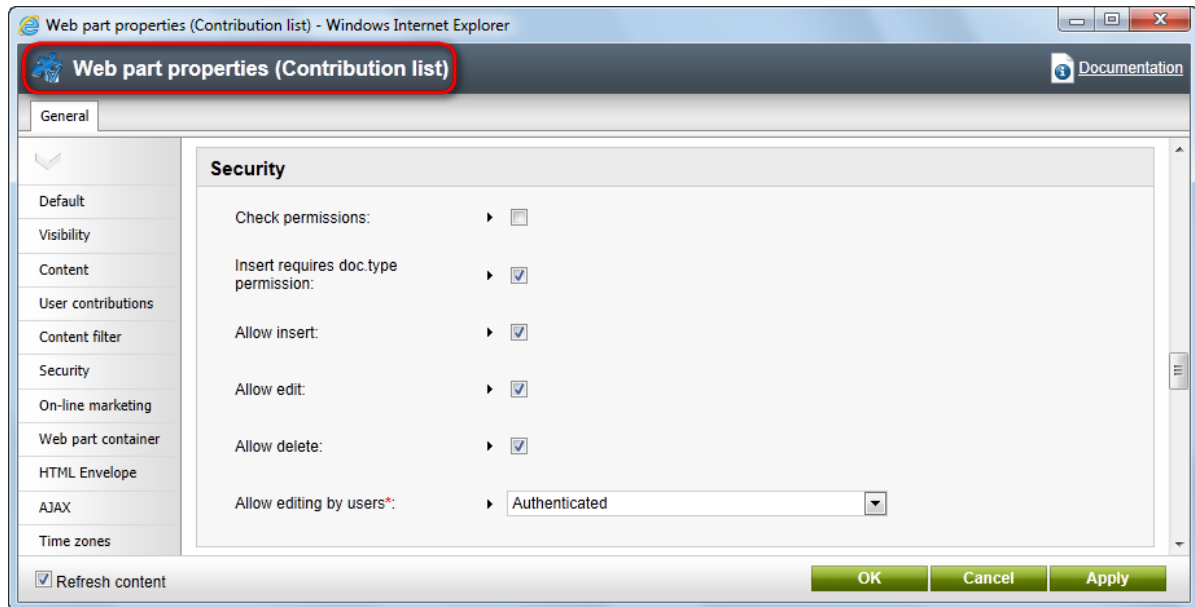 Web part properties (Contribution list) - Windows Internet Explorer
Web part properties (Contribution list)
Documentation
General
Default
Visibility
Content
User contributions
Content filter
Security
On-line marketing
Web part container
HTML Envelope
AJAX
Time zones
Security
Check permissions:
Insert requires doc.type
permission:
Allow insert:
Allow edit:
Allow delete:
Allow editing by users*:
Authenticated
Refresh content
OK
Cancel
Apply